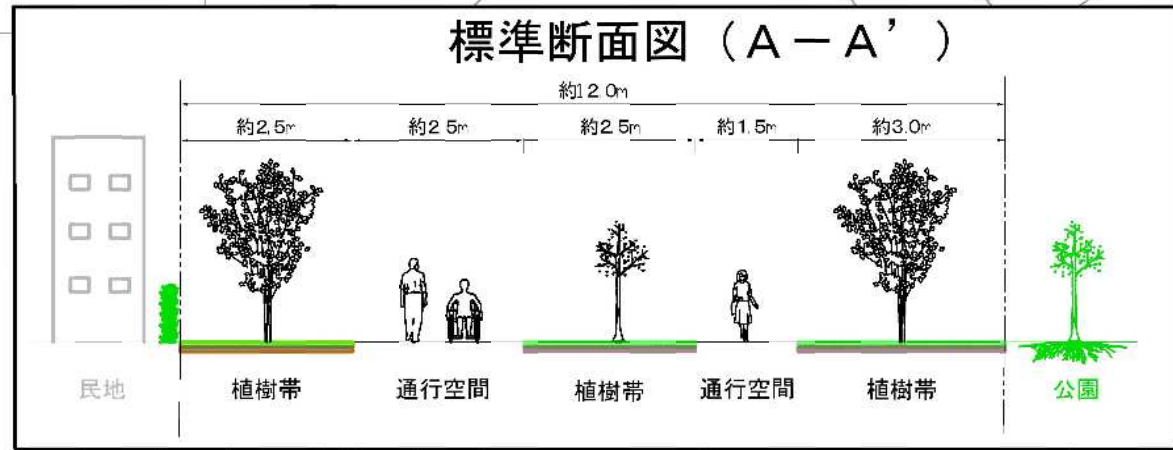 標準断面図（A－A'）
約12.0m
約2.5m 約2.5m 約2.5m 約1.5m 約3.0m
民地 植樹帯 通行空間 植樹帯 通行空間 植樹帯 公園